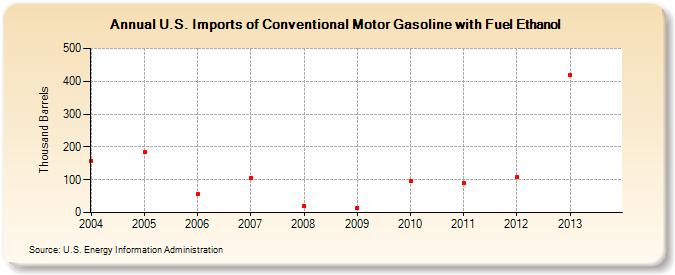 Annual U.S. Imports of Conventional Motor Gasoline with Fuel Ethanol
Thousand Barrels
500
400
300
200
100
0
2004 2005 2006 2007 2008 2009 2010 2011 2012 2013
Source: U.S. Energy Information Administration